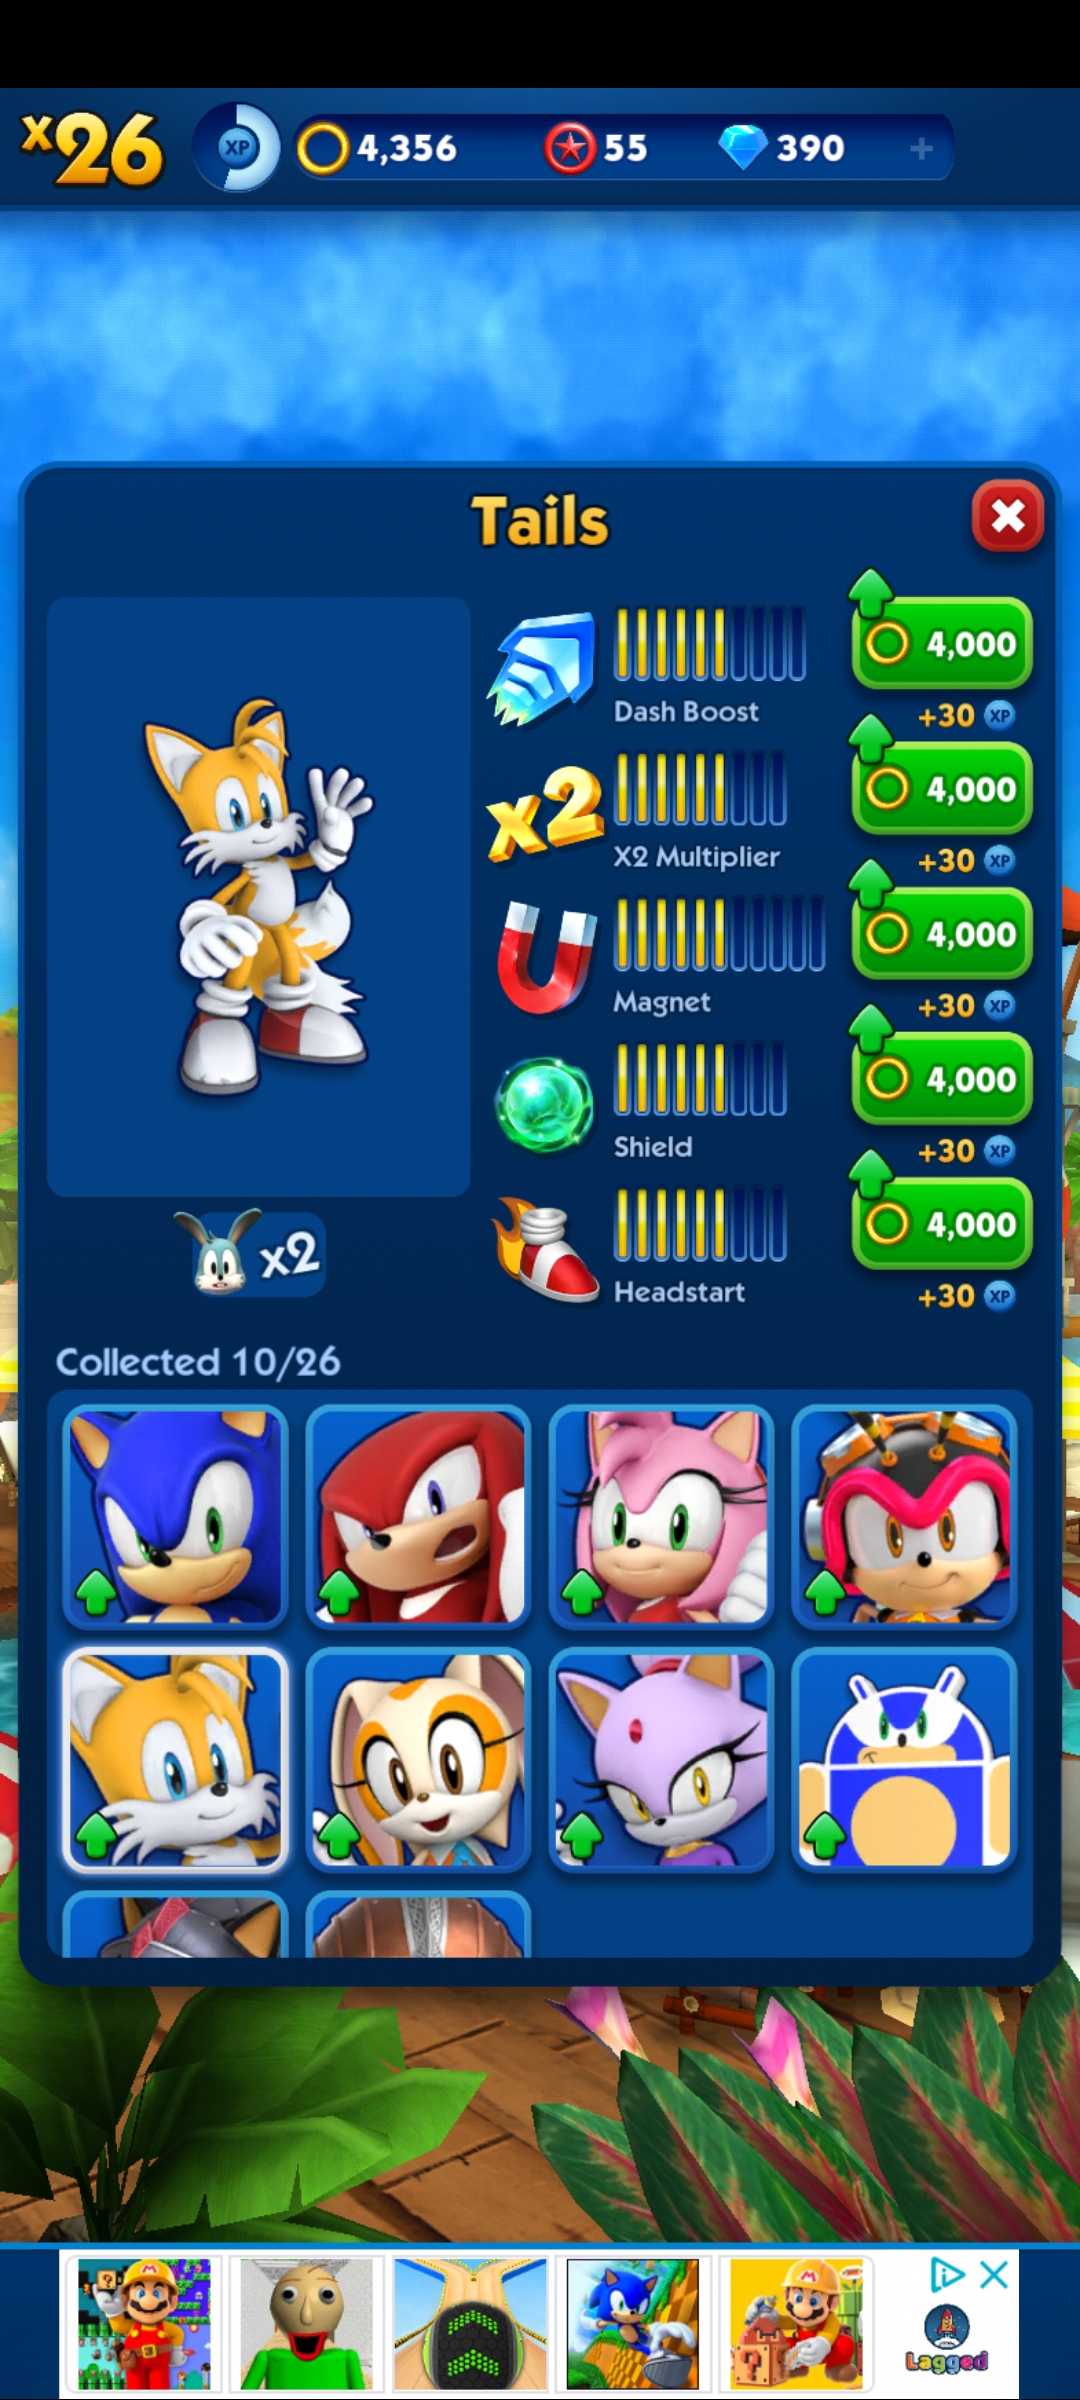 x26 XP 4,356 55 390 +
Tails
4,000
Dash Boost +30 XP
x2 4,000
X2 Multiplier +30 XP
4,000
Magnet +30 XP
4,000
Shield +30 XP
4,000
Headstart +30 XP
x2
Collected 10/26
Lagged